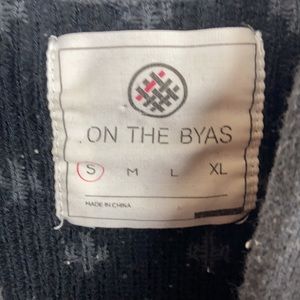 ON THE BYAS
S M L XL
MADE IN CHINA